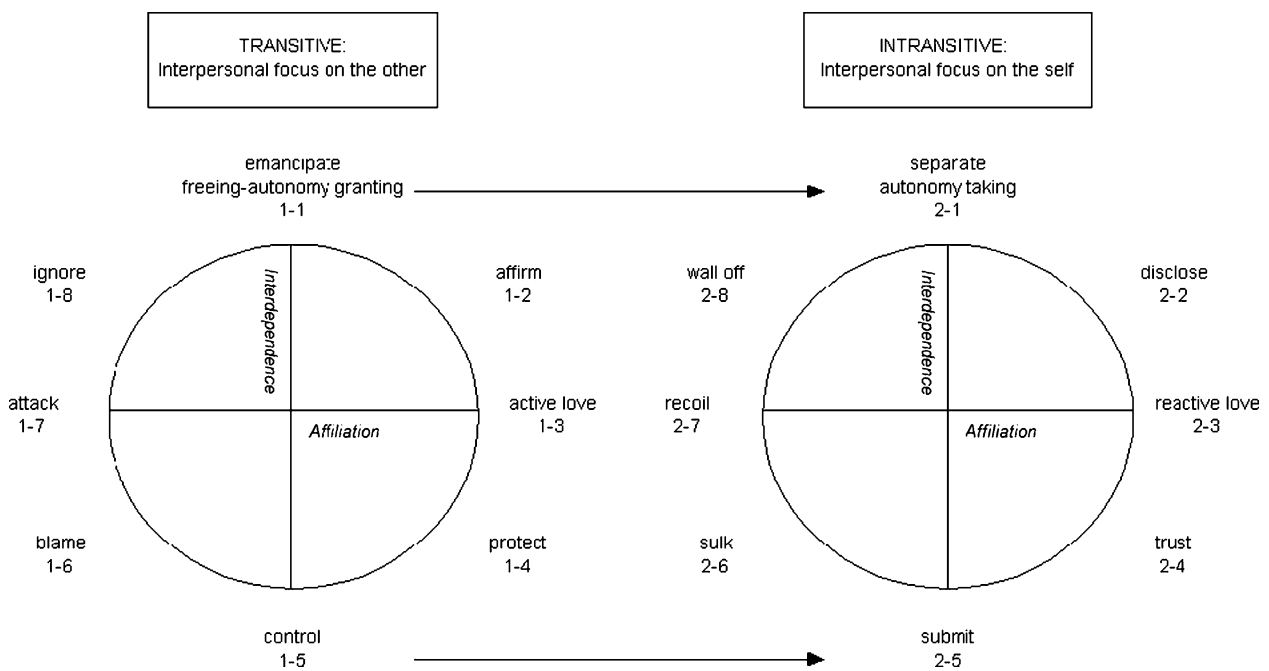 TRANSITIVE:
Interpersonal focus on the other
INTRANSITIVE:
Interpersonal focus on the self
emancipate
freeing-autonomy granting
1-1
separate
autonomy taking
2-1
ignore
1-8
affirm
1-2
wall off
2-8
disclose
2-2
Interdependence
Interdependence
attack
1-7
active love
1-3
recoil
2-7
reactive love
2-3
Affiliation
Affiliation
blame
1-6
protect
1-4
sulk
2-6
trust
2-4
control
1-5
submit
2-5